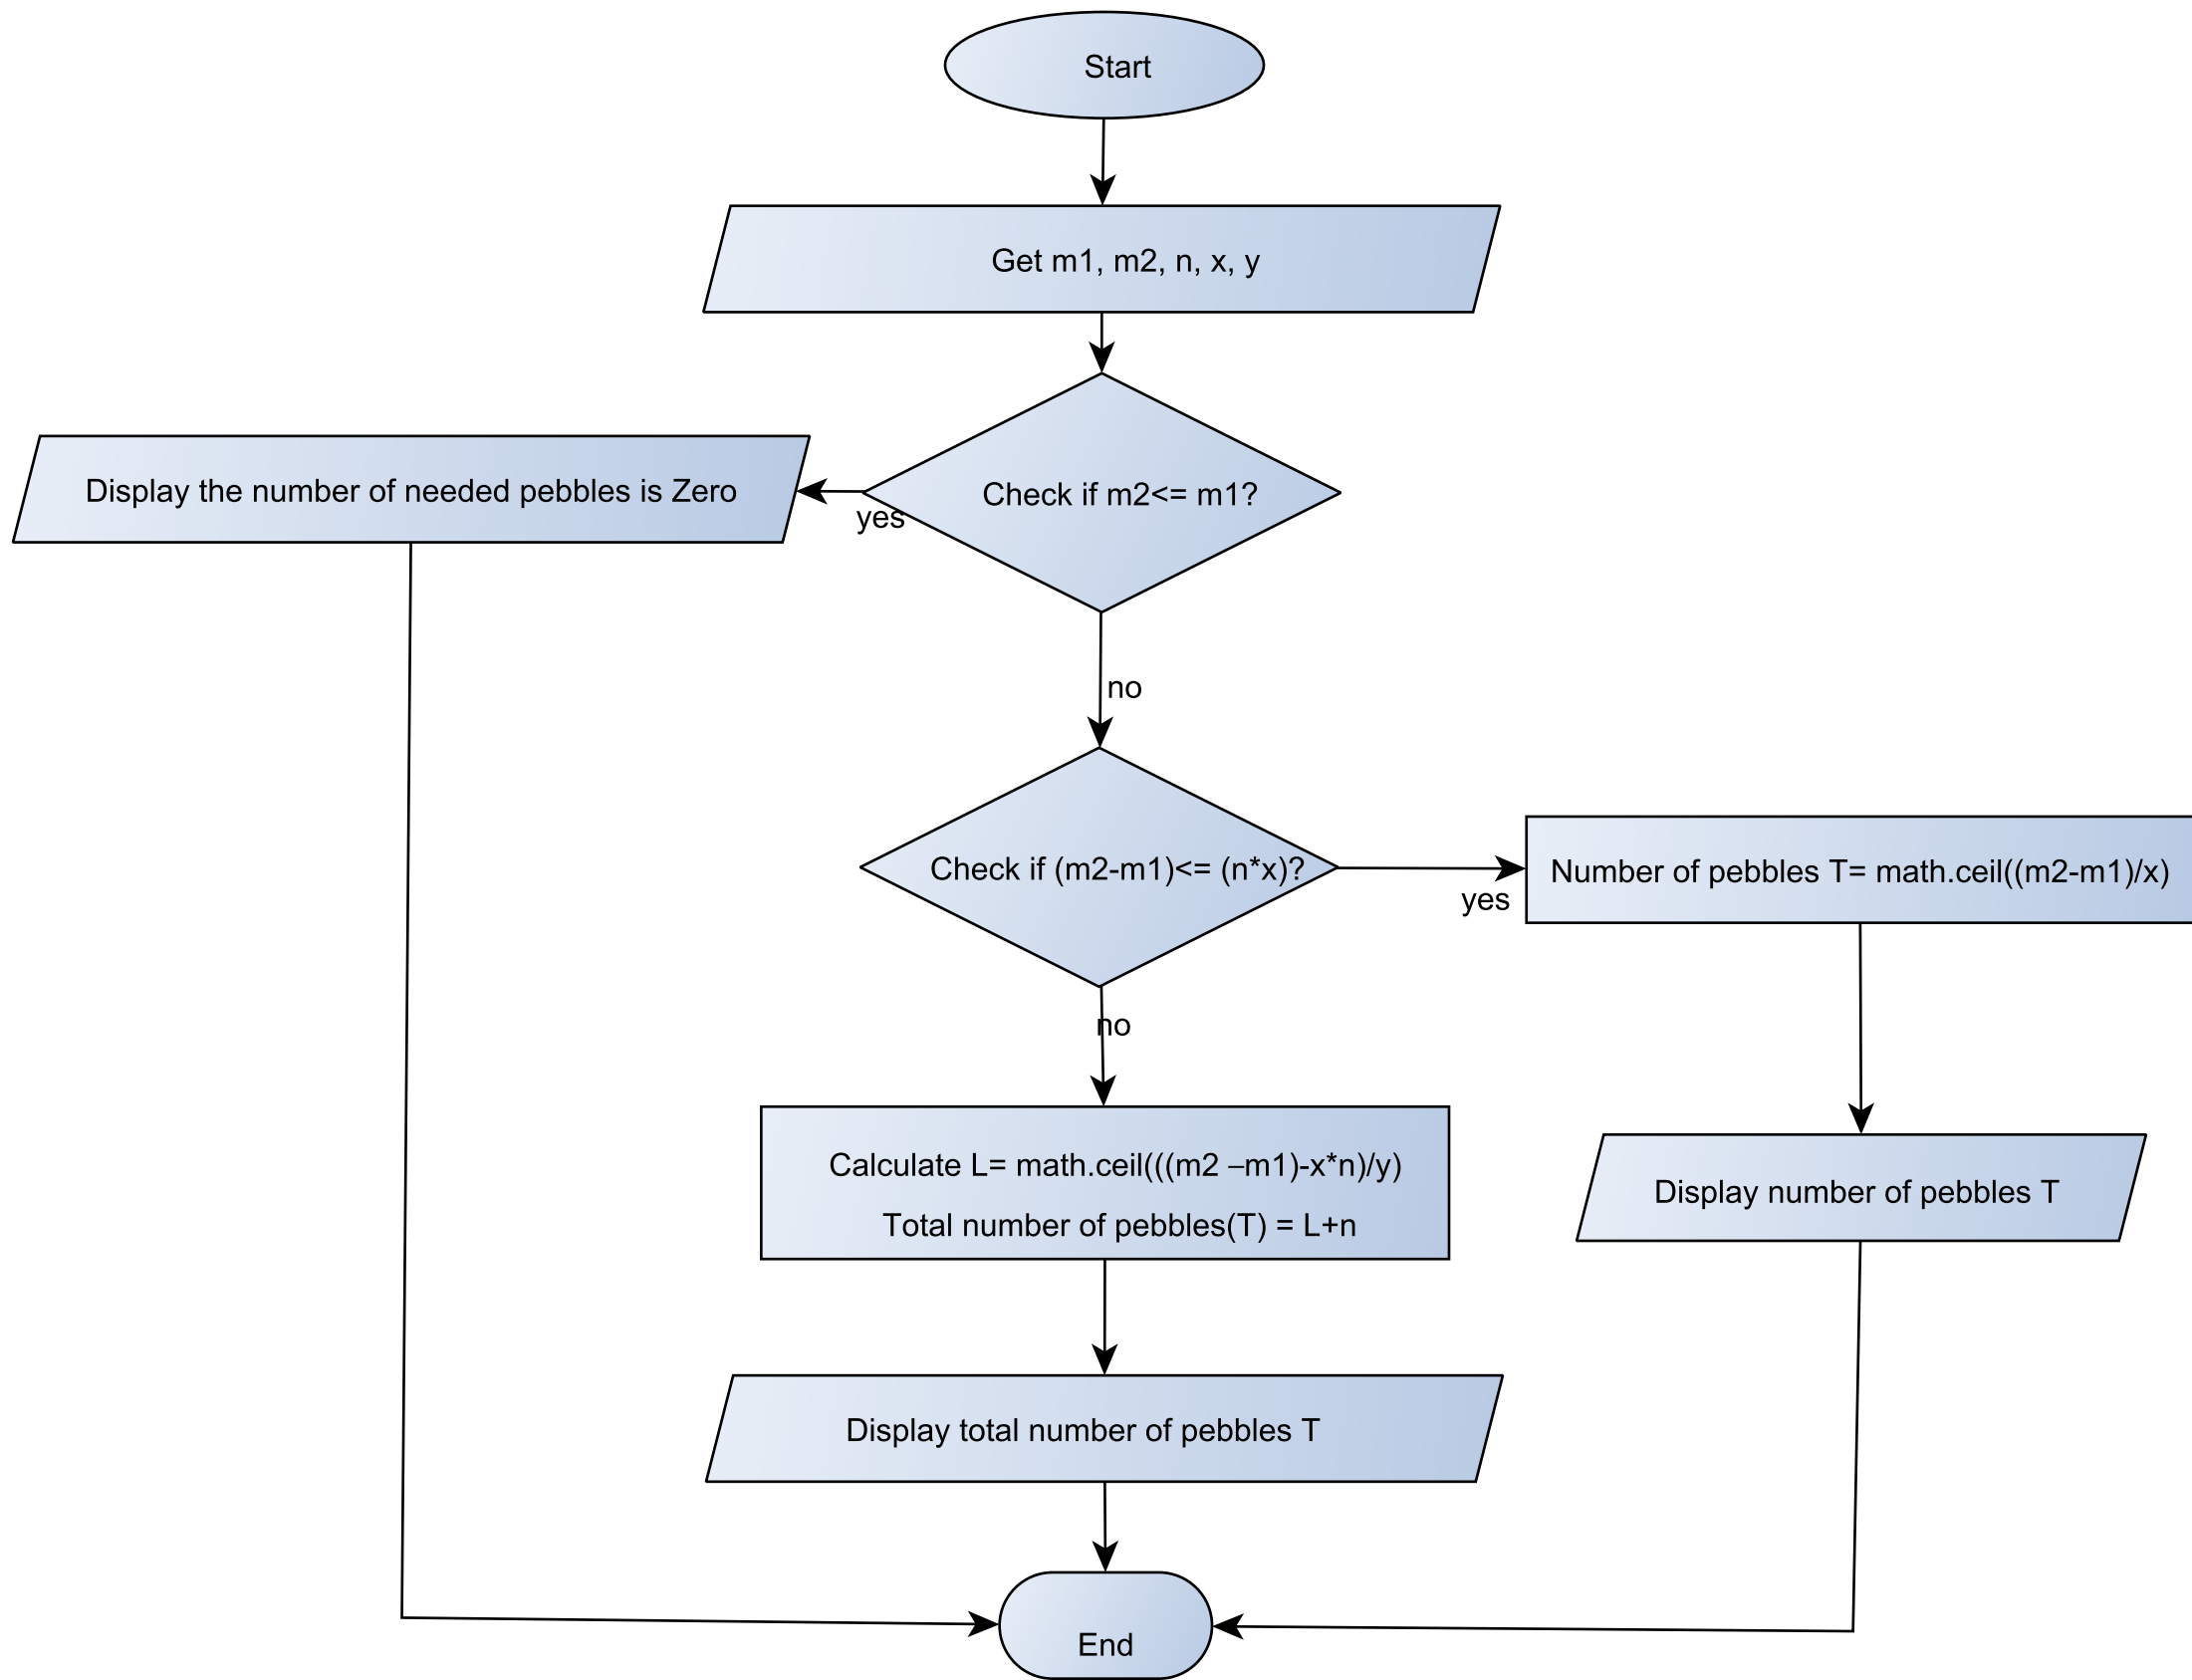 Start
Get m1, m2, n, x, y
Check if m2<= m1?
yes
Display the number of needed pebbles is Zero
no
Check if (m2-m1)<= (n*x)?
yes
Number of pebbles T= math.ceil((m2-m1)/x)
no
Calculate L= math.ceil(((m2 –m1)-x*n)/y)
Total number of pebbles(T) = L+n
Display number of pebbles T
Display total number of pebbles T
End